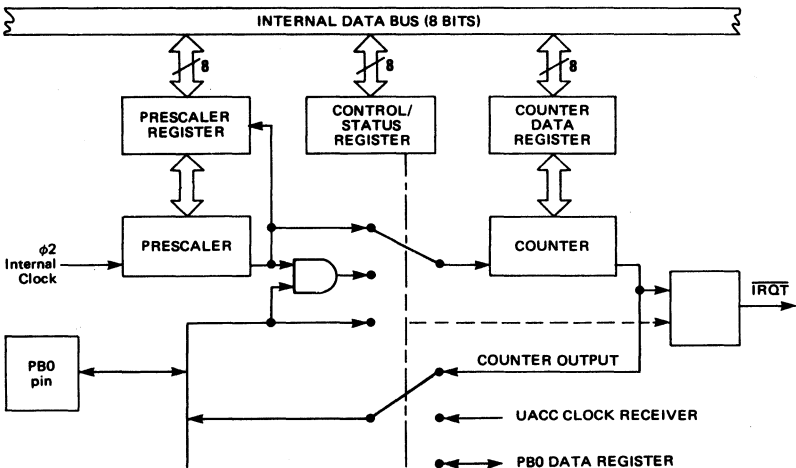 INTERNAL DATA BUS (8 BITS)
8
8
8
PRESCALER
REGISTER
CONTROL/
STATUS
REGISTER
COUNTER
DATA
REGISTER
φ2
Internal
Clock
PRESCALER
COUNTER
IRQT
PB0
pin
COUNTER OUTPUT
UACC CLOCK RECEIVER
PB0 DATA REGISTER